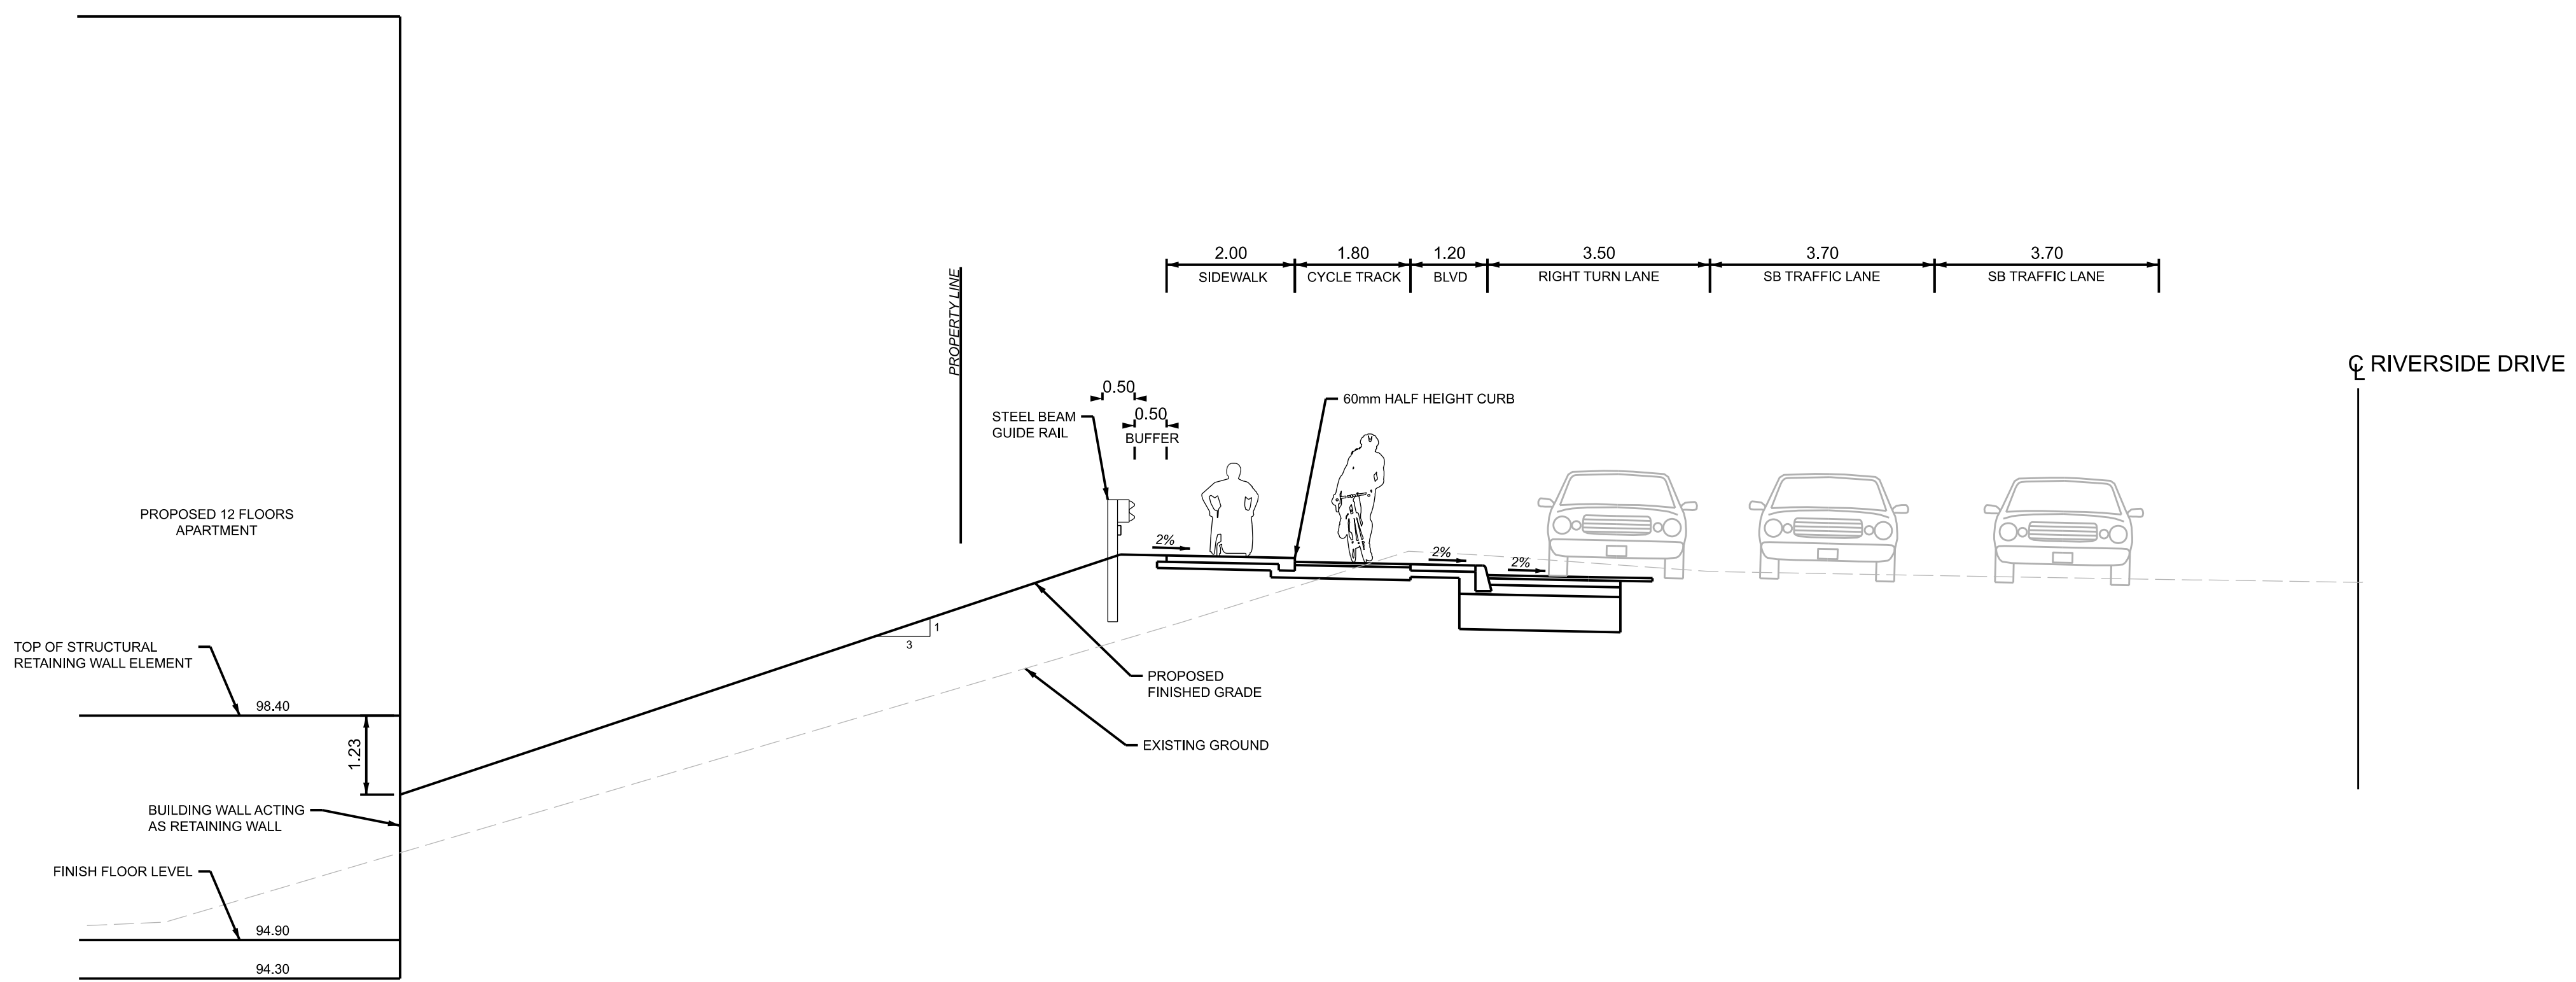 2.00
1.80
1.20
3.50
3.70
3.70
SIDEWALK
CYCLE TRACK
BLVD
RIGHT TURN LANE
SB TRAFFIC LANE
SB TRAFFIC LANE
PROPERTY LINE
℄ RIVERSIDE DRIVE
0.50
0.50
BUFFER
STEEL BEAM
GUIDE RAIL
60mm HALF HEIGHT CURB
PROPOSED 12 FLOORS
APARTMENT
2%
2%
2%
1
3
TOP OF STRUCTURAL
RETAINING WALL ELEMENT
98.40
1.23
PROPOSED
FINISHED GRADE
EXISTING GROUND
BUILDING WALL ACTING
AS RETAINING WALL
FINISH FLOOR LEVEL
94.90
94.30